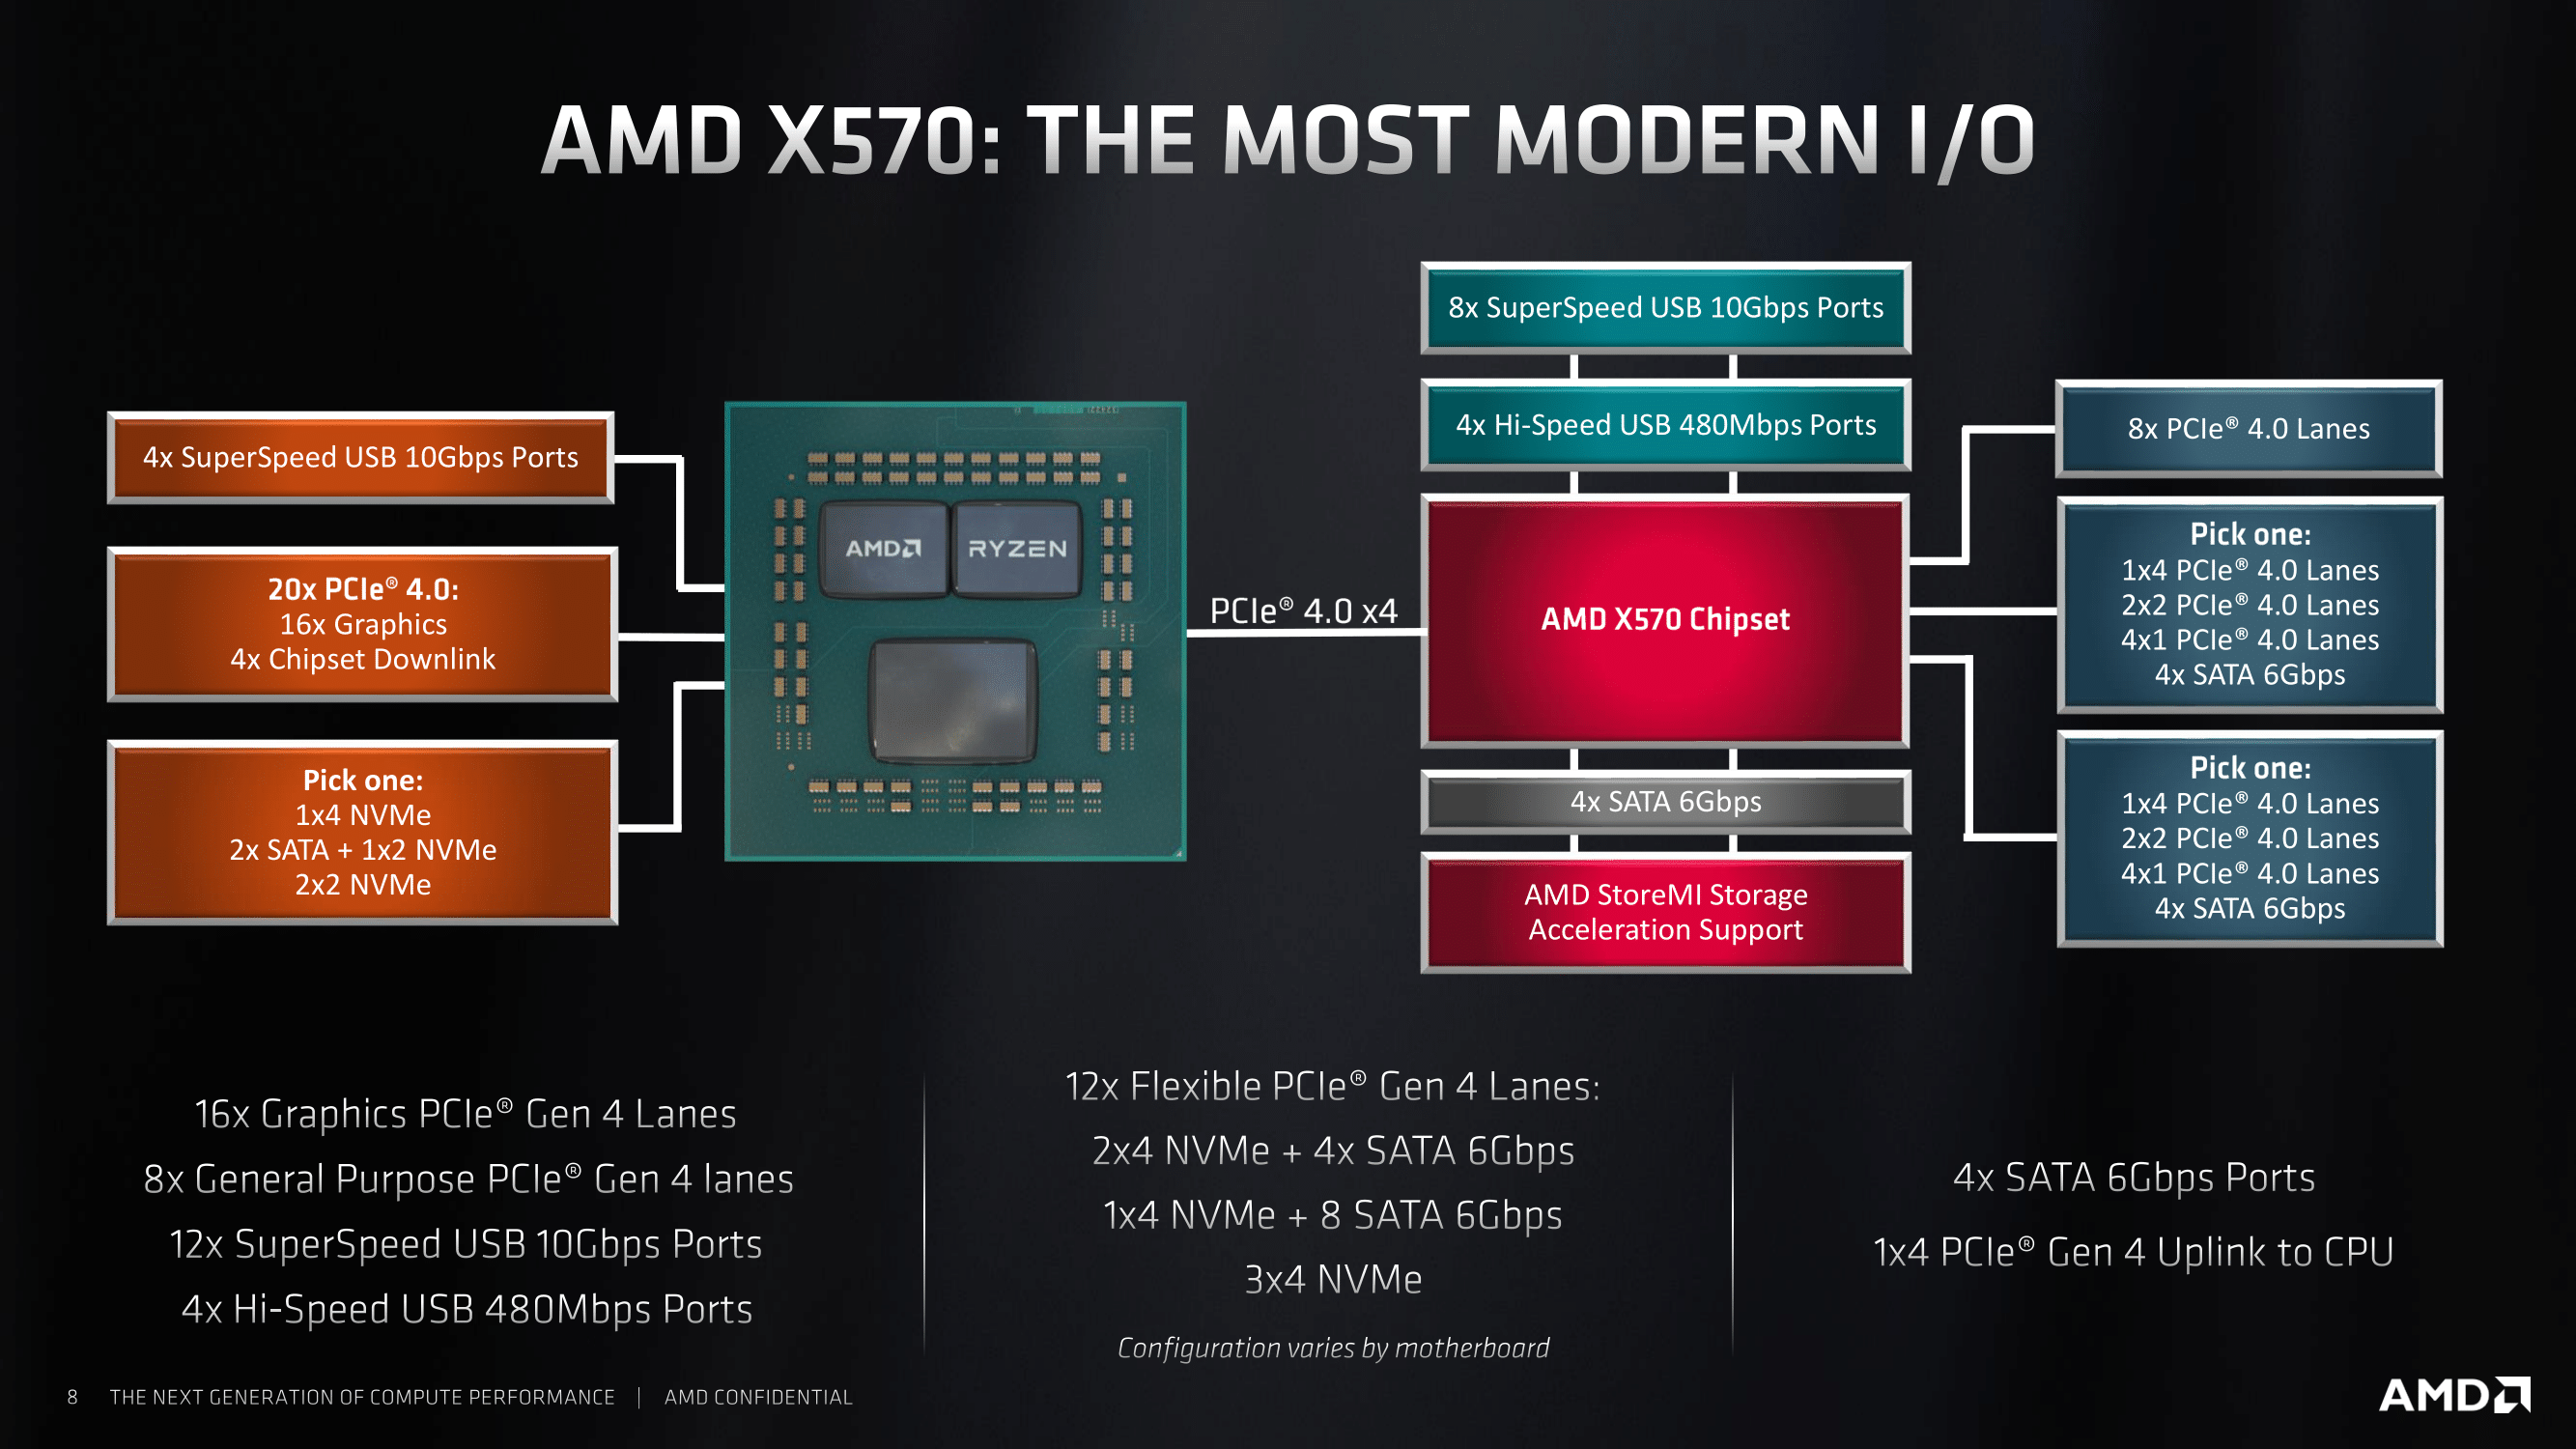 AMD X570: THE MOST MODERN I/O
4x SuperSpeed USB 10Gbps Ports
20x PCIe® 4.0:
16x Graphics
4x Chipset Downlink
Pick one:
1x4 NVMe
2x SATA + 1x2 NVMe
2x2 NVMe
AMD RYZEN
PCIe® 4.0 x4
8x SuperSpeed USB 10Gbps Ports
4x Hi-Speed USB 480Mbps Ports
AMD X570 Chipset
4x SATA 6Gbps
AMD StoreMI Storage
Acceleration Support
8x PCIe® 4.0 Lanes
Pick one:
1x4 PCIe® 4.0 Lanes
2x2 PCIe® 4.0 Lanes
4x1 PCIe® 4.0 Lanes
4x SATA 6Gbps
Pick one:
1x4 PCIe® 4.0 Lanes
2x2 PCIe® 4.0 Lanes
4x1 PCIe® 4.0 Lanes
4x SATA 6Gbps
16x Graphics PCIe® Gen 4 Lanes
8x General Purpose PCIe® Gen 4 lanes
12x SuperSpeed USB 10Gbps Ports
4x Hi-Speed USB 480Mbps Ports
12x Flexible PCIe® Gen 4 Lanes:
2x4 NVMe + 4x SATA 6Gbps
1x4 NVMe + 8 SATA 6Gbps
3x4 NVMe
Configuration varies by motherboard
4x SATA 6Gbps Ports
1x4 PCIe® Gen 4 Uplink to CPU
8 THE NEXT GENERATION OF COMPUTE PERFORMANCE | AMD CONFIDENTIAL
AMD